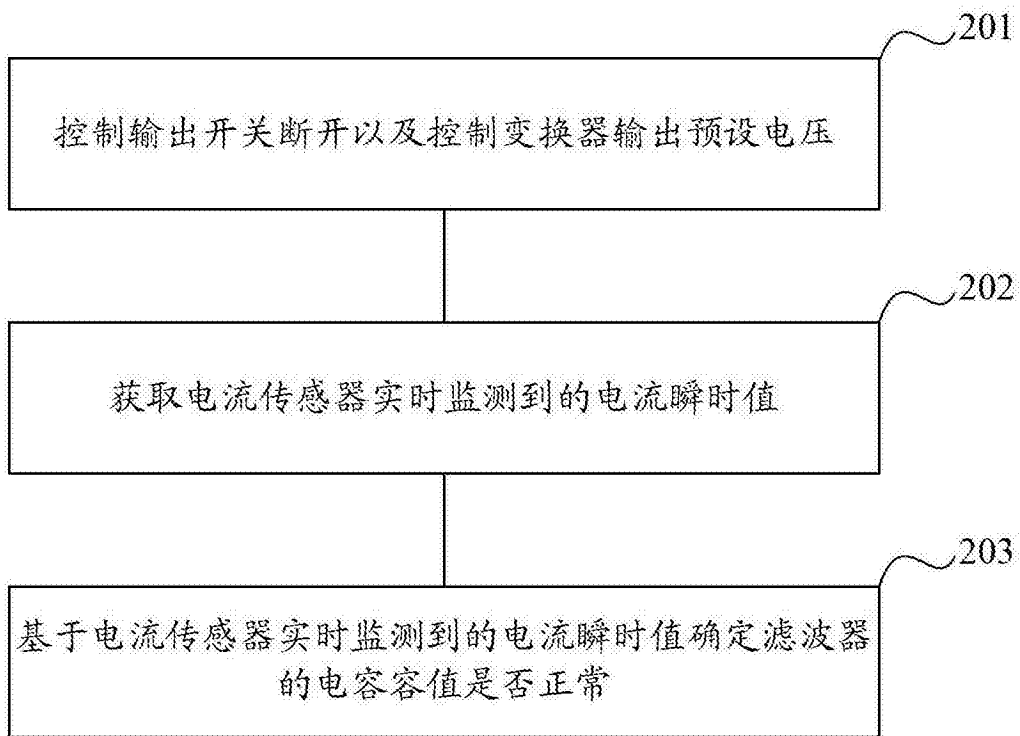 201
控制输出开关断开以及控制变换器输出预设电压
202
获取电流传感器实时监测到的电流瞬时值
203
基于电流传感器实时监测到的电流瞬时值确定滤波器
的电容容值是否正常